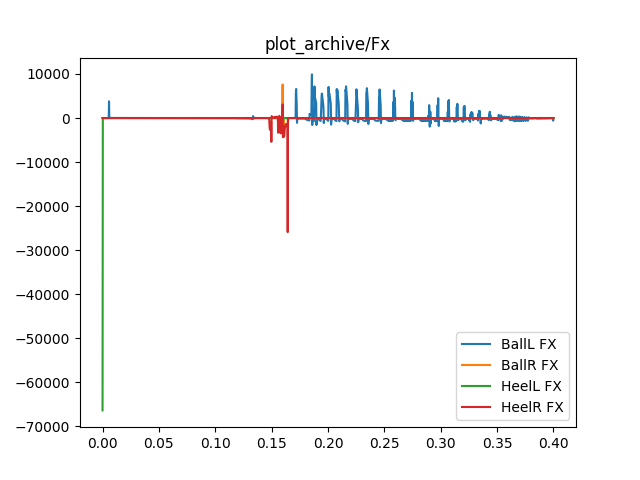 plot_archive/Fx
10000
0
−10000
−20000
−30000
−40000
−50000
−60000
−70000
0.00 0.05 0.10 0.15 0.20 0.25 0.30 0.35 0.40
BallL FX
BallR FX
HeelL FX
HeelR FX